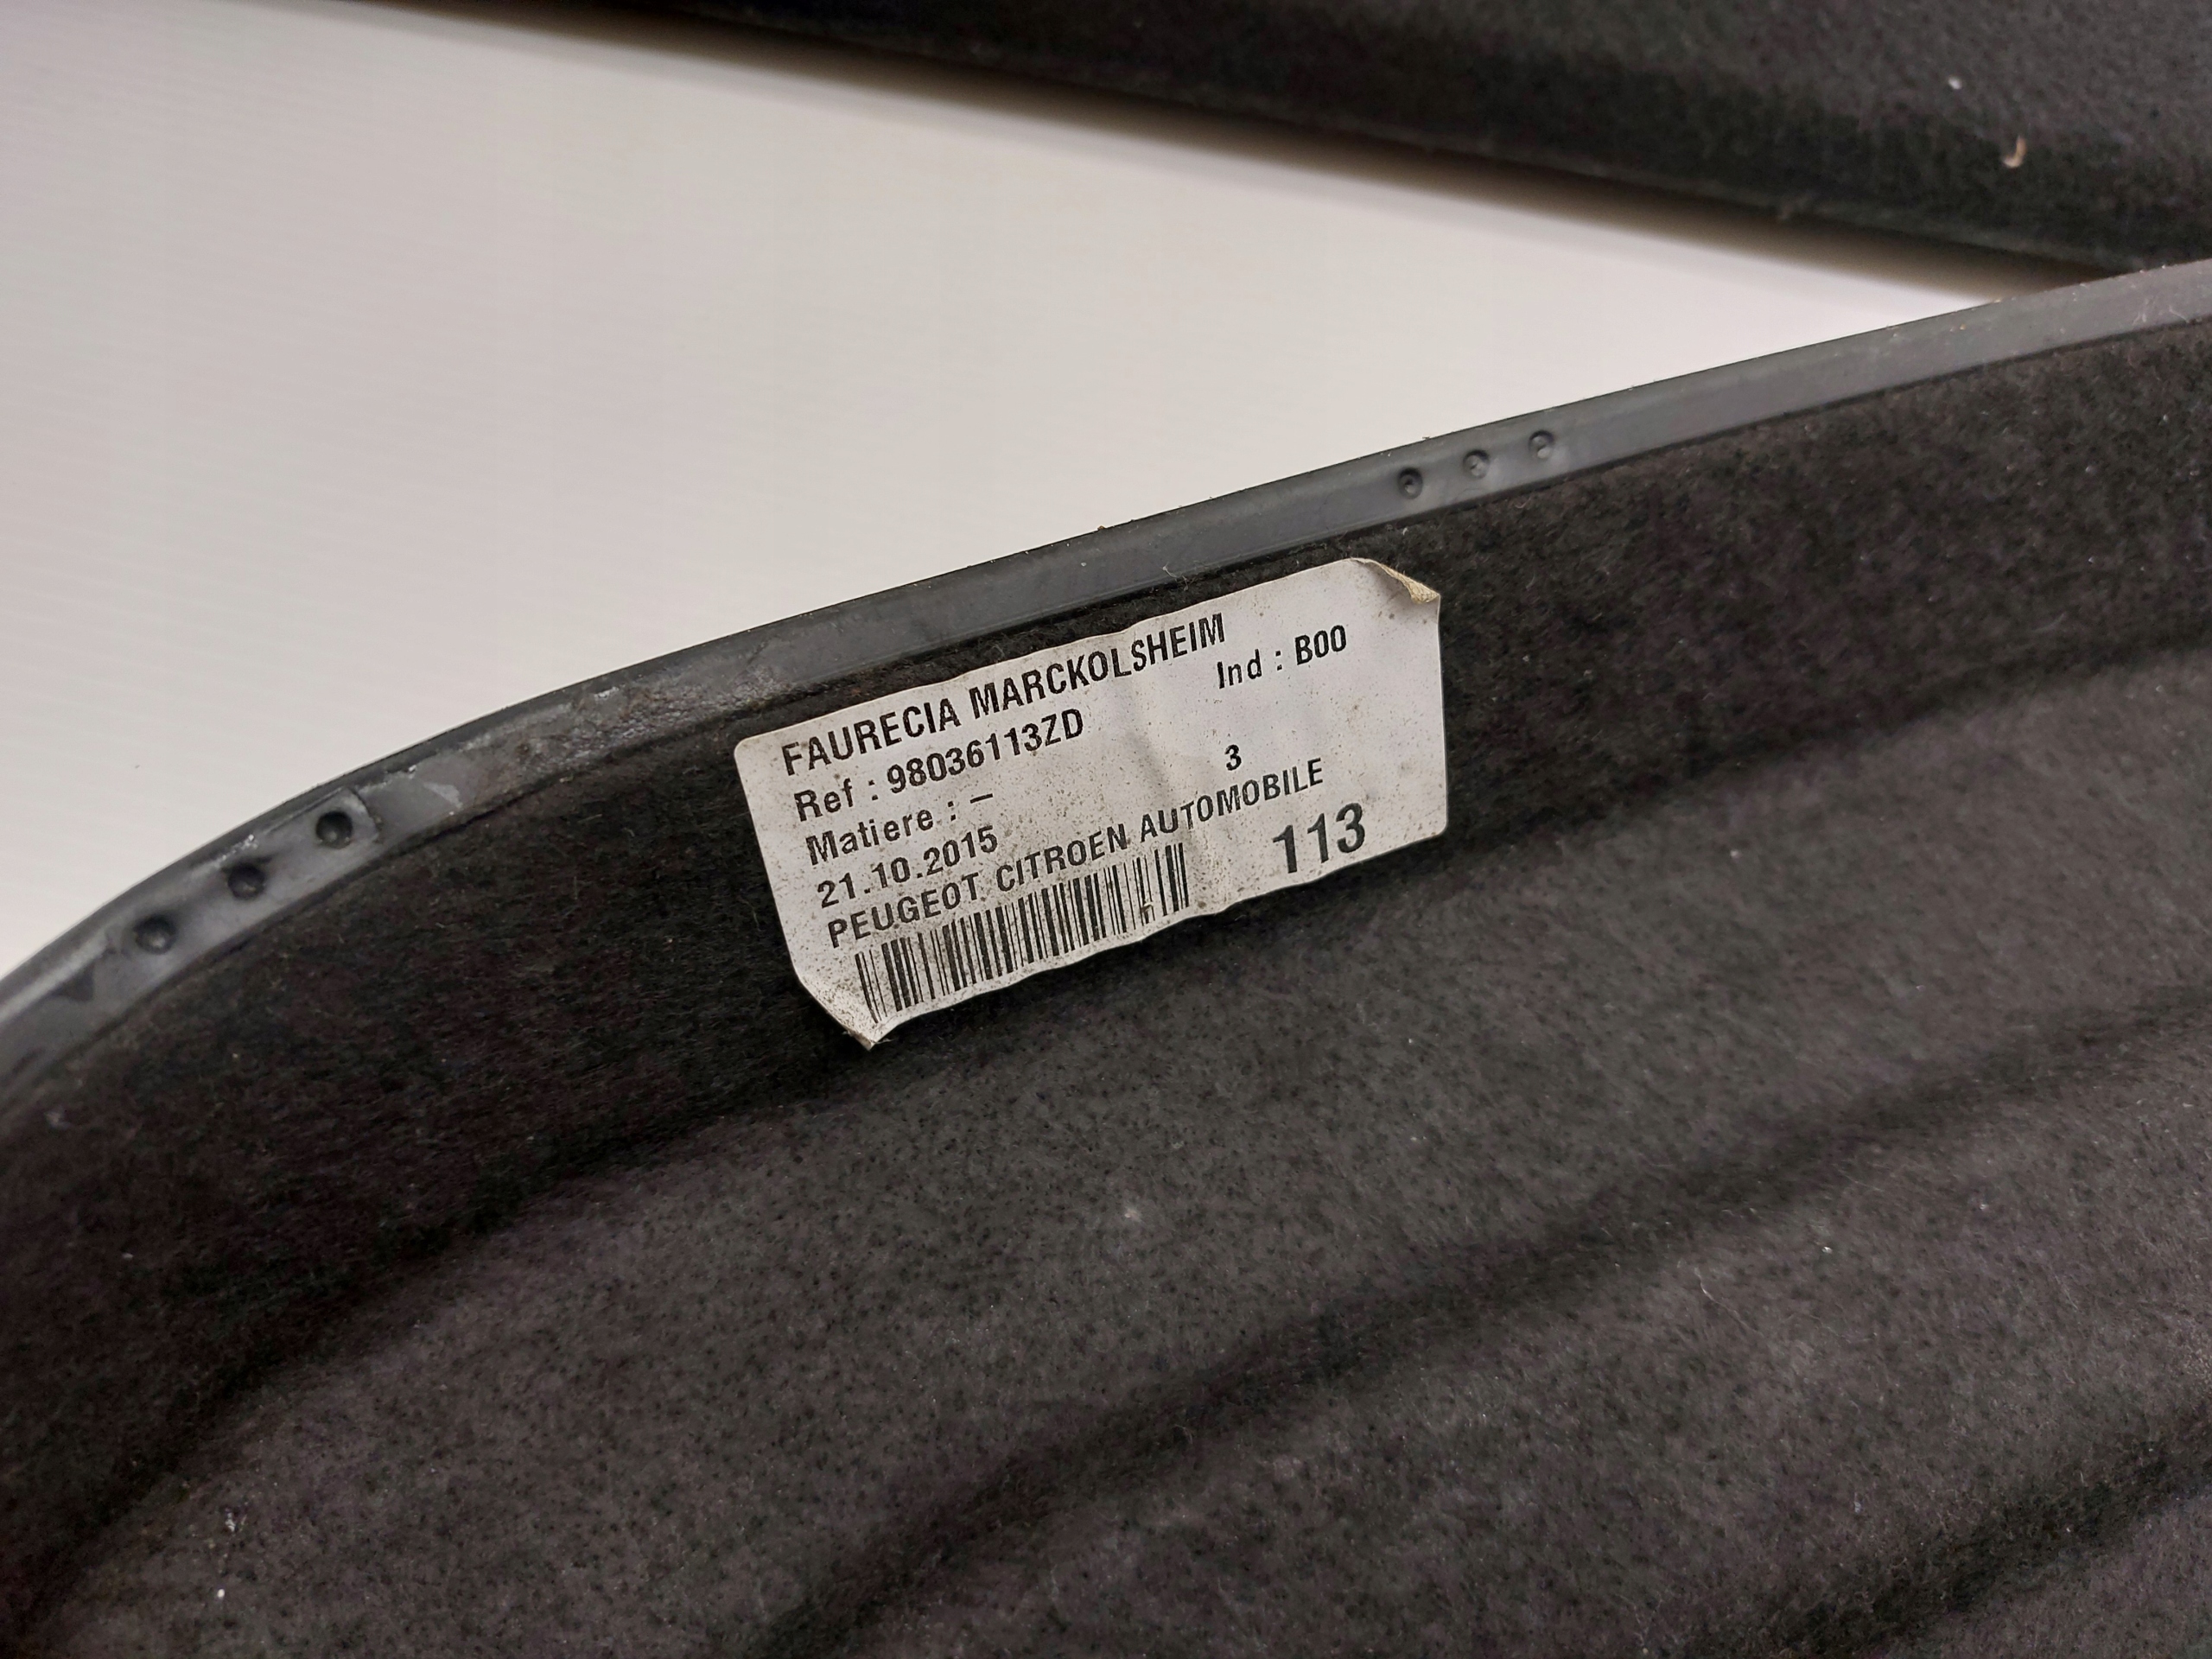 FAURECIA MARCKOLSHEIM
Ref : 98036113ZD Ind : B00
Matiere : –
21.10.2015 3
PEUGEOT CITROEN AUTOMOBILE
113